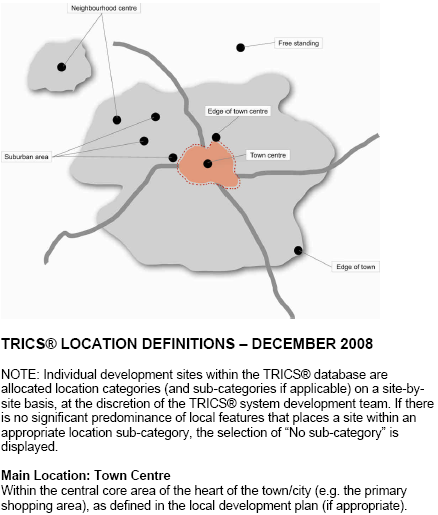 Neighbourhood centre
Free standing
Edge of town centre
Suburban area
Town centre
Edge of town
TRICS® LOCATION DEFINITIONS – DECEMBER 2008
NOTE: Individual development sites within the TRICS® database are
allocated location categories (and sub-categories if applicable) on a site-by-
site basis, at the discretion of the TRICS® system development team. If there
is no significant predominance of local features that places a site within an
appropriate location sub-category, the selection of “No sub-category” is
displayed.
Main Location: Town Centre
Within the central core area of the heart of the town/city (e.g. the primary
shopping area), as defined in the local development plan (if appropriate).